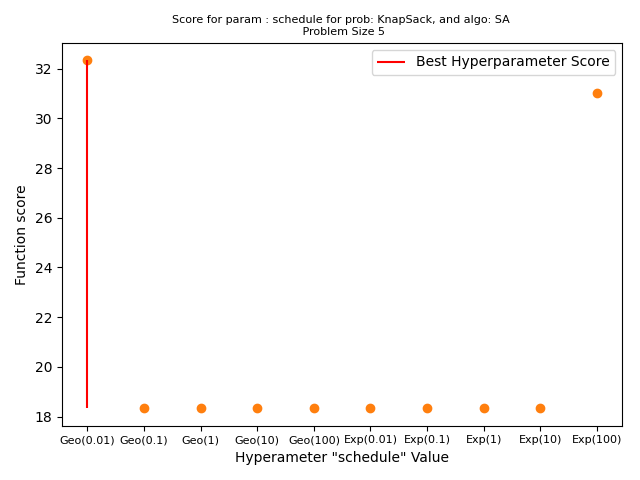 Score for param : schedule for prob: KnapSack, and algo: SA
Problem Size 5
Best Hyperparameter Score
Function score
32
30
28
26
24
22
20
18
Geo(0.01) Geo(0.1) Geo(1) Geo(10) Geo(100) Exp(0.01) Exp(0.1) Exp(1) Exp(10) Exp(100)
Hyperameter "schedule" Value